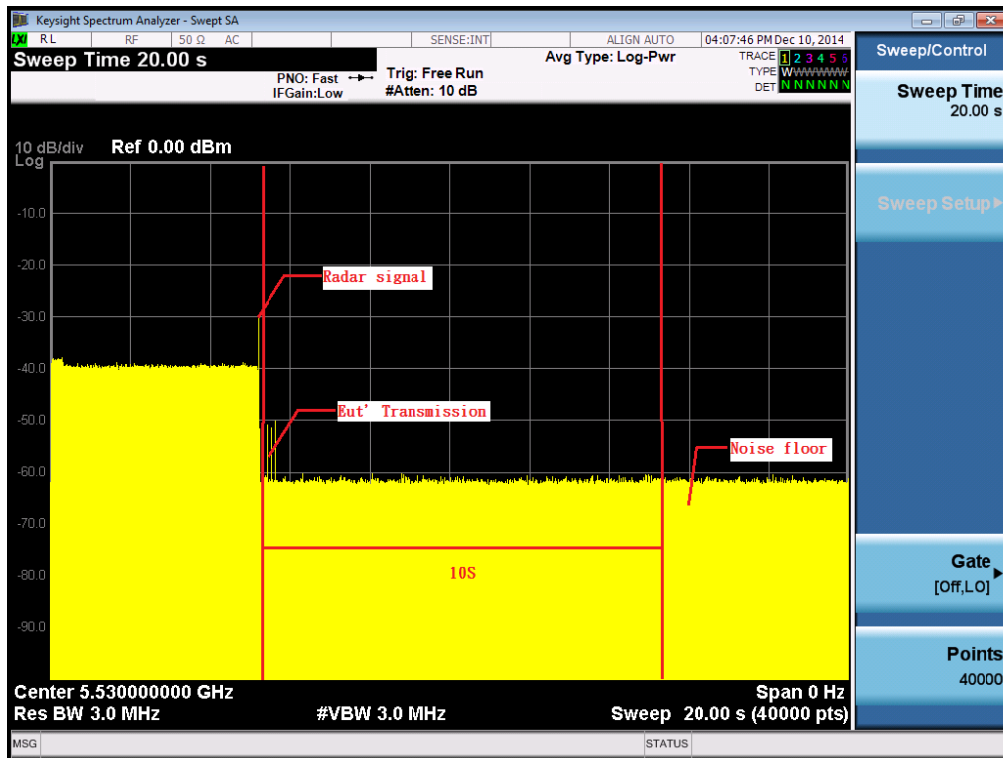 Keysight Spectrum Analyzer - Swept SA
LXI RL RF 50 Ω AC SENSE:INT ALIGN AUTO 04:07:46 PM Dec 10, 2014
Sweep Time 20.00 s
PNO: Fast
IFGain:Low
Trig: Free Run
#Atten: 10 dB
Avg Type: Log-Pwr
TRACE 1 2 3 4 5 6
TYPE WWWWWW
DET N N N N N N
10 dB/div
Log
Ref 0.00 dBm
-10.0
-20.0
-30.0
-40.0
-50.0
-60.0
-70.0
-80.0
-90.0
Radar signal
Eut' Transmission
Noise floor
10S
Center 5.530000000 GHz
Span 0 Hz
Res BW 3.0 MHz
#VBW 3.0 MHz
Sweep 20.00 s (40000 pts)
MSG
STATUS
Sweep/Control
Sweep Time
20.00 s
Sweep Setup
Gate
[Off,LO]
Points
40000